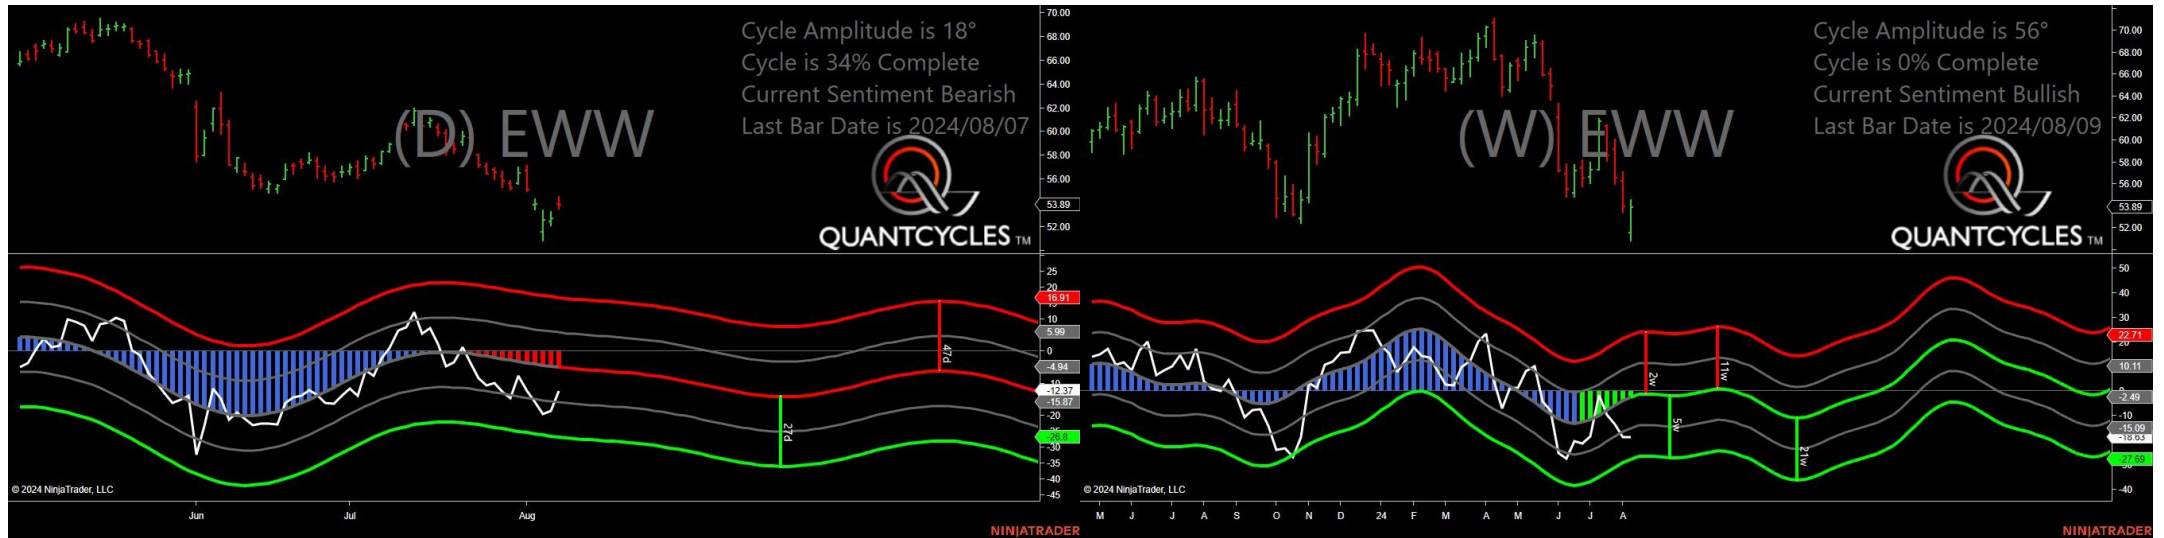 Cycle Amplitude is 18°
Cycle is 34% Complete
Current Sentiment Bearish
Last Bar Date is 2024/08/07
(D) EWW
QUANTCYCLES TM
70.00
68.00
66.00
64.00
62.00
60.00
58.00
56.00
53.89
52.00
25
20
16.91
10
5.99
0
-4.94
-12.37
-15.87
-20
-26.8
-30
-35
-40
-45
47d
27d
© 2024 NinjaTrader, LLC
Jun Jul Aug
NINJATRADER
Cycle Amplitude is 56°
Cycle is 0% Complete
Current Sentiment Bullish
Last Bar Date is 2024/08/09
(W) EWW
QUANTCYCLES TM
70.00
68.00
66.00
64.00
62.00
60.00
58.00
56.00
53.89
52.00
50
40
30
22.71
10.11
-2.49
-10
-15.09
-18.63
-27.69
-40
2w
11w
5w
21w
© 2024 NinjaTrader, LLC
M J J A S O N D 24 F M A M J J A
NINJATRADER